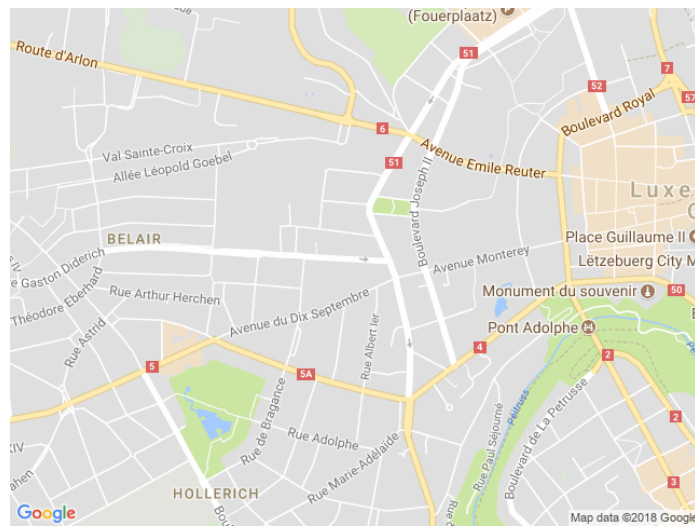 (Fouerplaatz)
Route d'Arlon
51
7
52
57
6
Boulevard Royal
Val Sainte-Croix
Allée Léopold Goebel
51
Avenue Emile Reuter
Boulevard Joseph II
Luxe
BELAIR
Place Guillaume II
Avenue Monterey
Lëtzebuerg City M
Gaston Diderich
Théodore Eberhard
Rue Arthur Herchen
Monument du souvenir
50
Avenue du Dix Septembre
Pont Adolphe
Rue Astrid
Rue Albert Ier
4
2
5
5A
Pétruss
Rue de Bragance
Rue Adolphe
Rue Paul Séjourné
Boulevard de La Petrusse
2
Rue Marie-Adélaïde
3
HOLLERICH
Google
Map data ©2018 Google